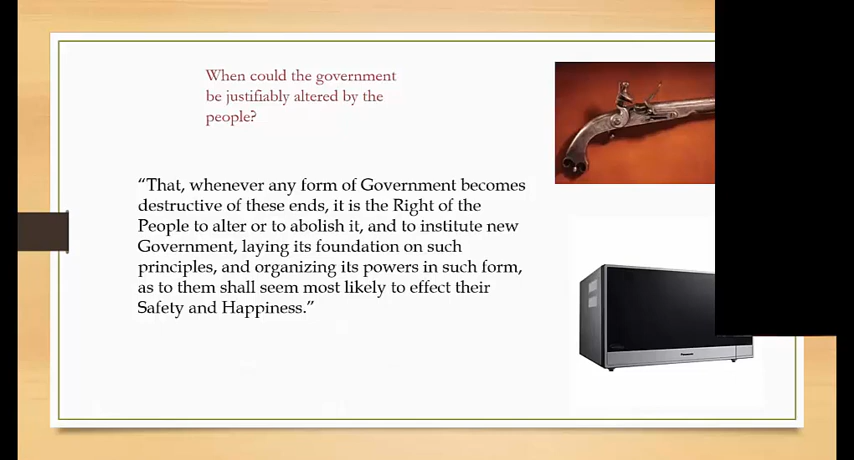 When could the government
be justifiably altered by the
people?
“That, whenever any form of Government becomes
destructive of these ends, it is the Right of the
People to alter or to abolish it, and to institute new
Government, laying its foundation on such
principles, and organizing its powers in such form,
as to them shall seem most likely to effect their
Safety and Happiness.”
Panasonic